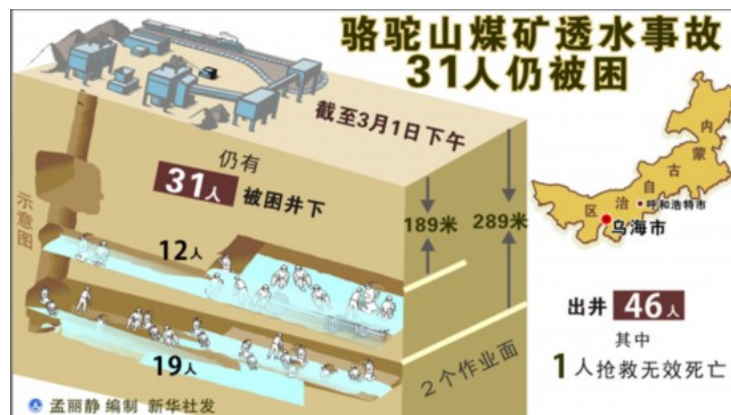 骆驼山煤矿透水事故
31人仍被困
截至3月1日下午
仍有
31人 被困井下
示意图
12人
19人
189米
289米
2个作业面
内蒙古自治区
呼和浩特市
乌海市
出井 46人
其中
1人抢救无效死亡
孟丽静 编制 新华社发